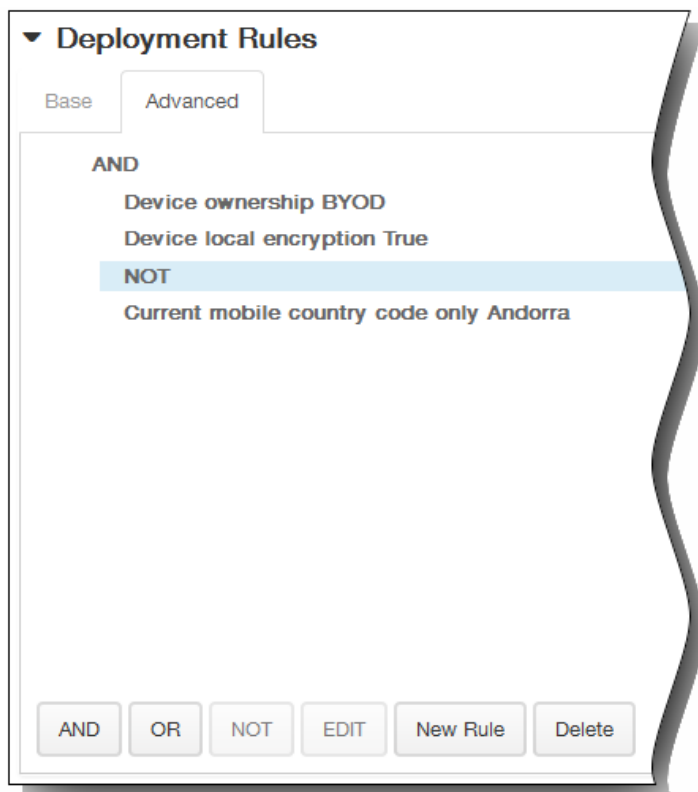 Deployment Rules
Base Advanced
AND
Device ownership BYOD
Device local encryption True
NOT
Current mobile country code only Andorra
AND OR NOT EDIT New Rule Delete